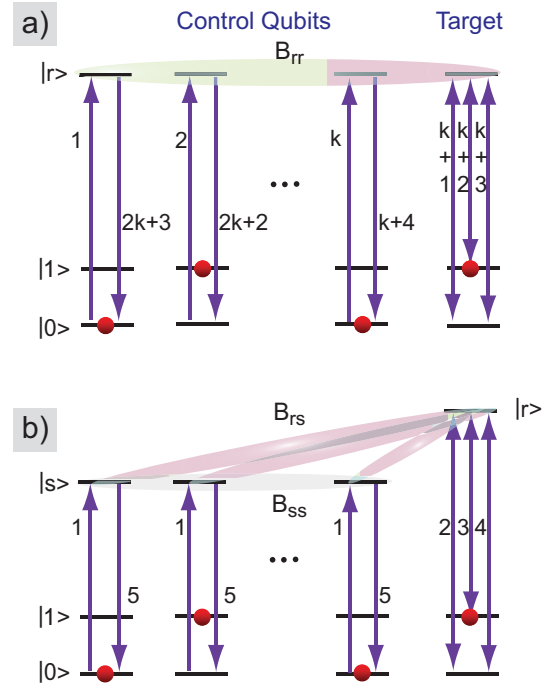 a)
Control Qubits
Target
B_rr
|r>
1
2
k
k k k
+ + +
1 2 3
2k+3
2k+2
•••
k+4
|1>
|0>
b)
B_rs
|r>
|s>
B_ss
1
1
1
2
3
4
•••
5
5
5
|1>
|0>